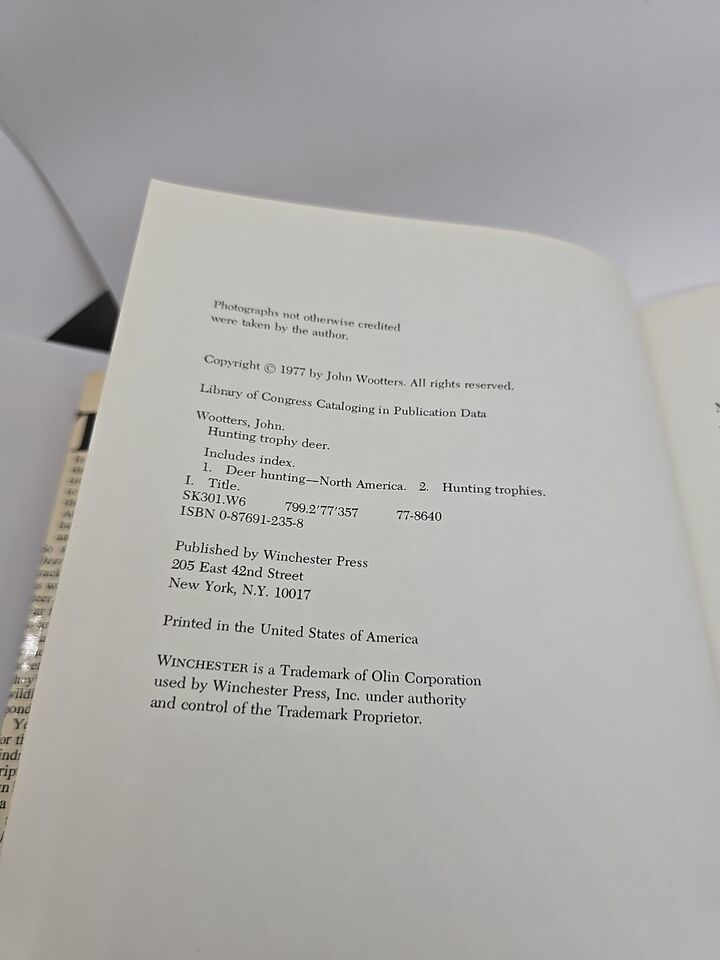 Photographs not otherwise credited
were taken by the author.
Copyright © 1977 by John Wootters. All rights reserved.
Library of Congress Cataloging in Publication Data
Wootters, John.
Hunting trophy deer.
Includes index.
1. Deer hunting—North America. 2. Hunting trophies.
I. Title.
SK301.W6 799.2'77'357 77-8640
ISBN 0-87691-235-8
Published by Winchester Press
205 East 42nd Street
New York, N.Y. 10017
Printed in the United States of America
WINCHESTER is a Trademark of Olin Corporation
used by Winchester Press, Inc. under authority
and control of the Trademark Proprietor.